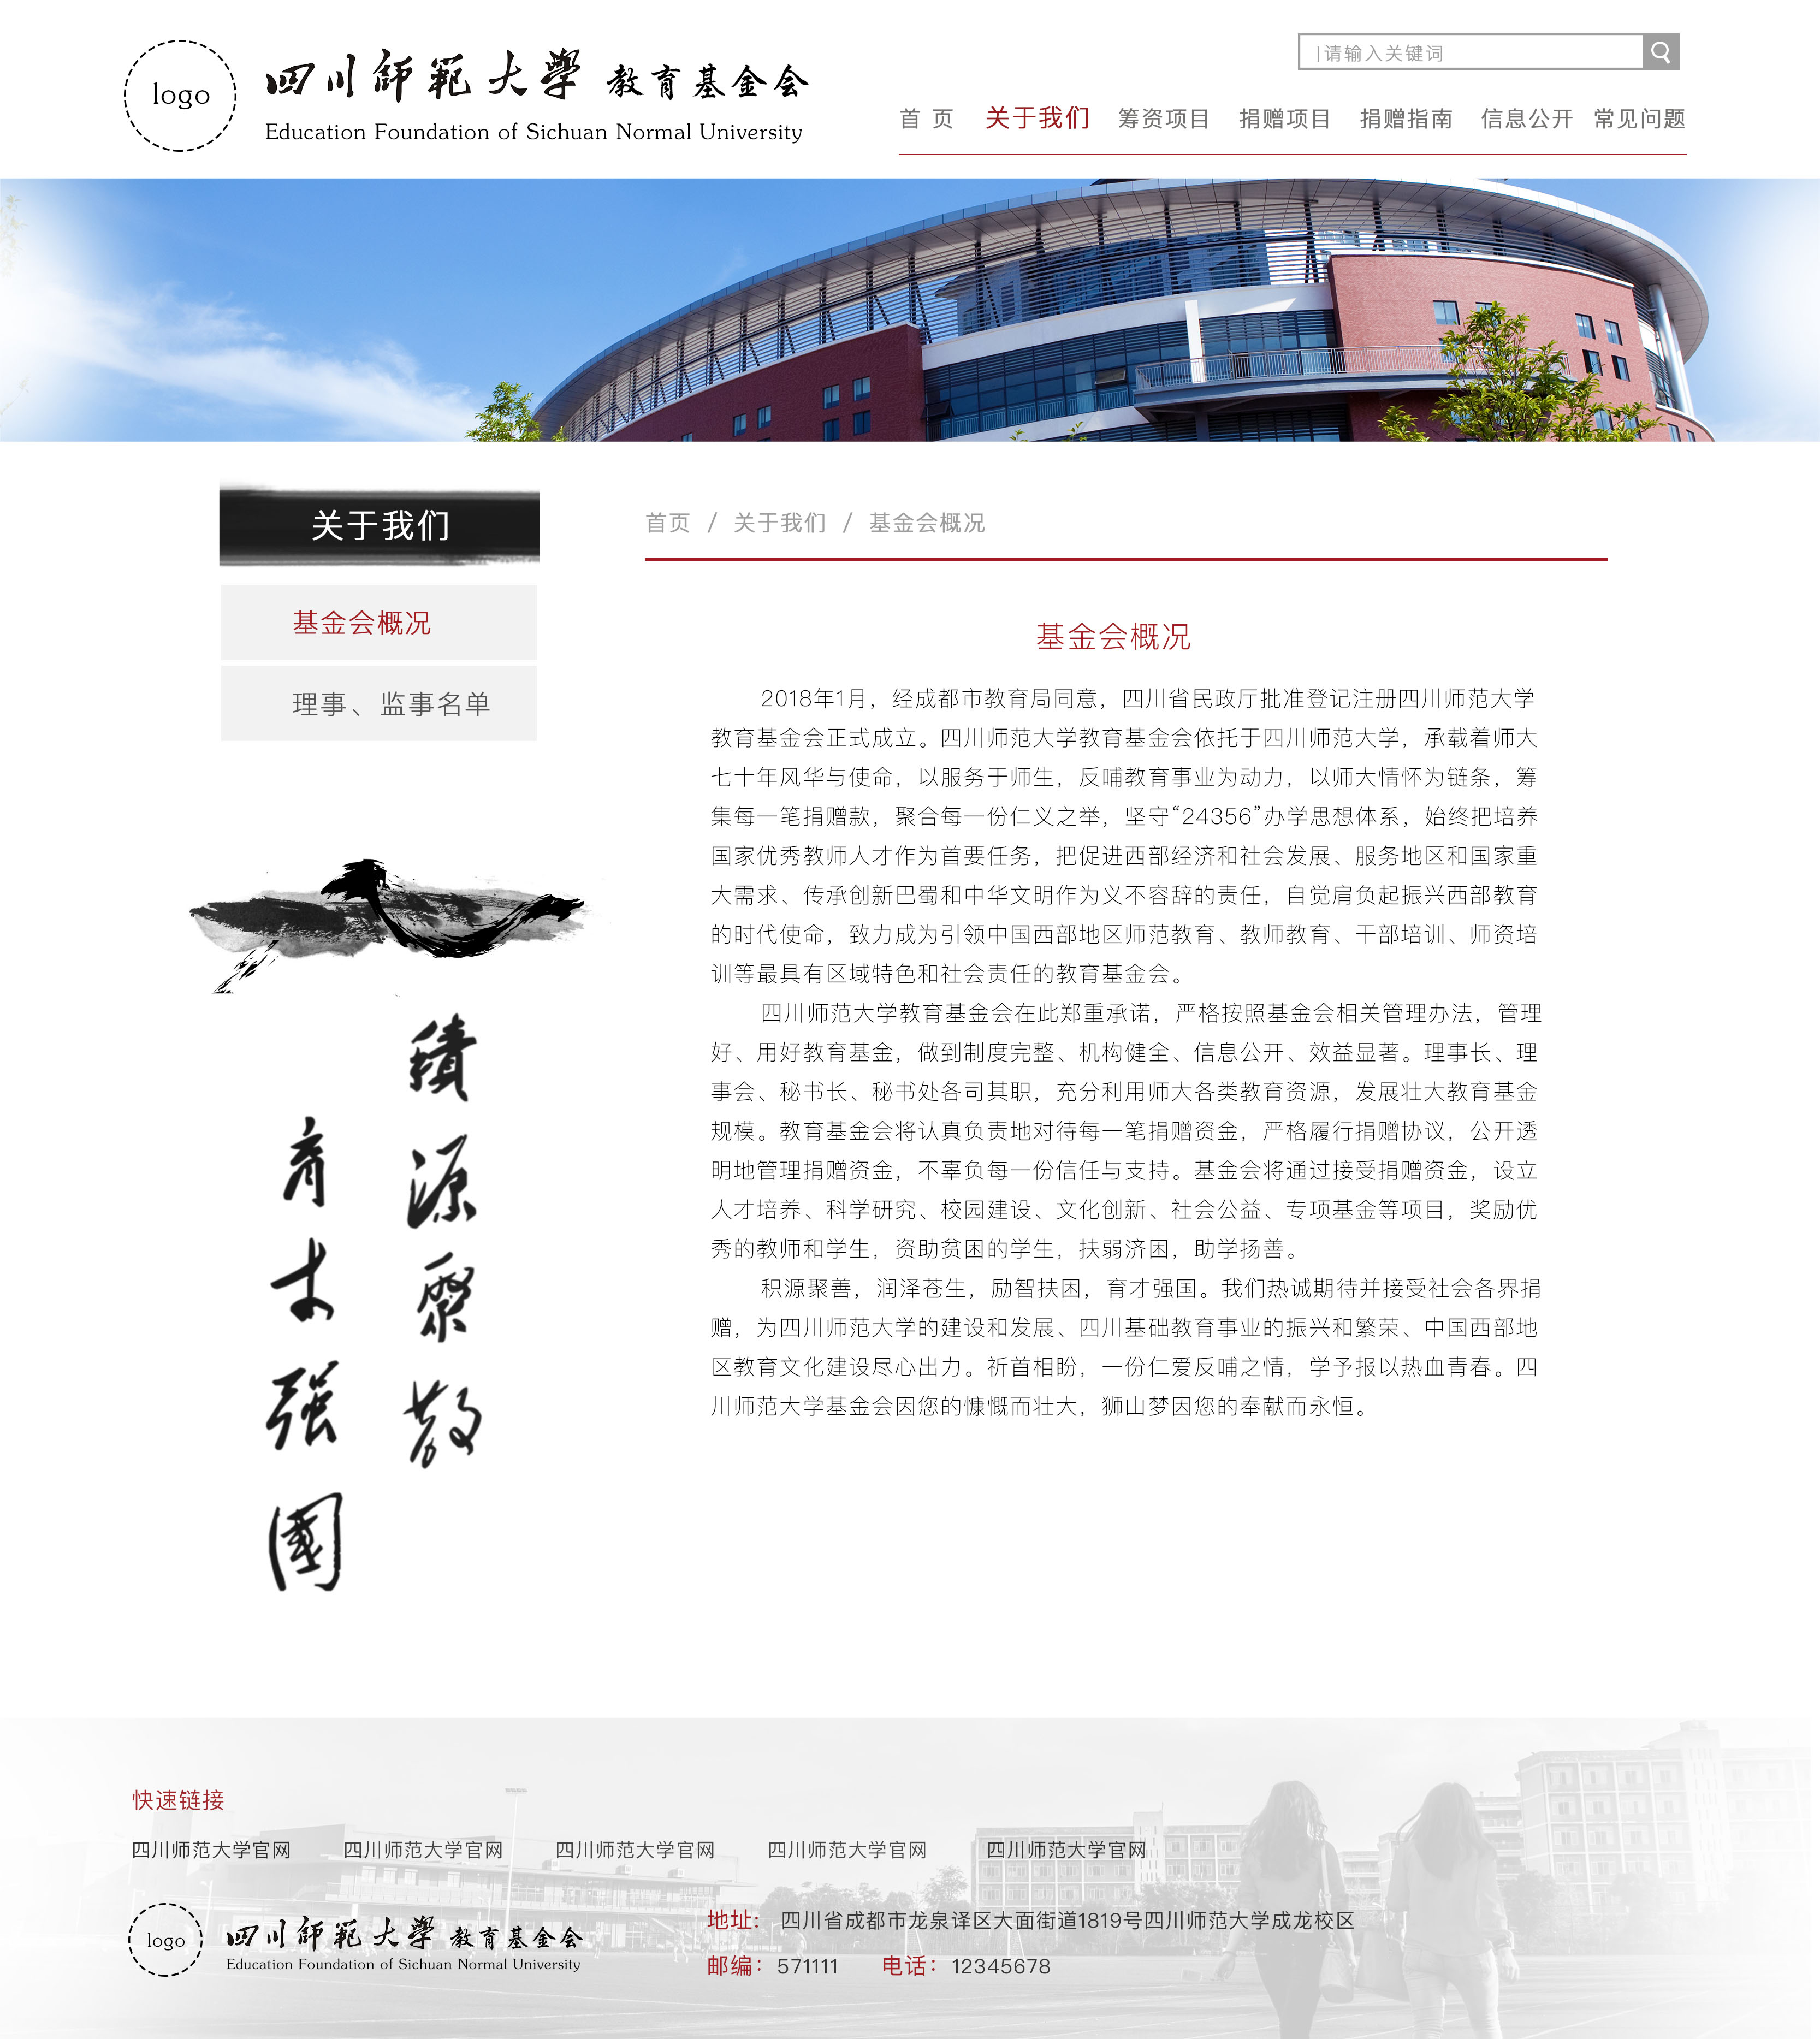 logo
四川師範大學 教育基金会
Education Foundation of Sichuan Normal University
|请输入关键词
首 页 关于我们 筹资项目 捐赠项目 捐赠指南 信息公开 常见问题
关于我们
基金会概况
理事、监事名单
首页 / 关于我们 / 基金会概况
基金会概况
2018年1月，经成都市教育局同意，四川省民政厅批准登记注册四川师范大学
教育基金会正式成立。四川师范大学教育基金会依托于四川师范大学，承载着师大
七十年风华与使命，以服务于师生，反哺教育事业为动力，以师大情怀为链条，筹
集每一笔捐赠款，聚合每一份仁义之举，坚守“24356”办学思想体系，始终把培养
国家优秀教师人才作为首要任务，把促进西部经济和社会发展、服务地区和国家重
大需求、传承创新巴蜀和中华文明作为义不容辞的责任，自觉肩负起振兴西部教育
的时代使命，致力成为引领中国西部地区师范教育、教师教育、干部培训、师资培
训等最具有区域特色和社会责任的教育基金会。
四川师范大学教育基金会在此郑重承诺，严格按照基金会相关管理办法，管理
好、用好教育基金，做到制度完整、机构健全、信息公开、效益显著。理事长、理
事会、秘书长、秘书处各司其职，充分利用师大各类教育资源，发展壮大教育基金
规模。教育基金会将认真负责地对待每一笔捐赠资金，严格履行捐赠协议，公开透
明地管理捐赠资金，不辜负每一份信任与支持。基金会将通过接受捐赠资金，设立
人才培养、科学研究、校园建设、文化创新、社会公益、专项基金等项目，奖励优
秀的教师和学生，资助贫困的学生，扶弱济困，助学扬善。
积源聚善，润泽苍生，励智扶困，育才强国。我们热诚期待并接受社会各界捐
赠，为四川师范大学的建设和发展、四川基础教育事业的振兴和繁荣、中国西部地
区教育文化建设尽心出力。祈首相盼，一份仁爱反哺之情，学予报以热血青春。四
川师范大学基金会因您的慷慨而壮大，狮山梦因您的奉献而永恒。
育才强國
快速链接
四川师范大学官网 四川师范大学官网 四川师范大学官网 四川师范大学官网 四川师范大学官网
logo
四川師範大學 教育基金会
Education Foundation of Sichuan Normal University
地址： 四川省成都市龙泉译区大面街道1819号四川师范大学成龙校区
邮编：571111 电话：12345678